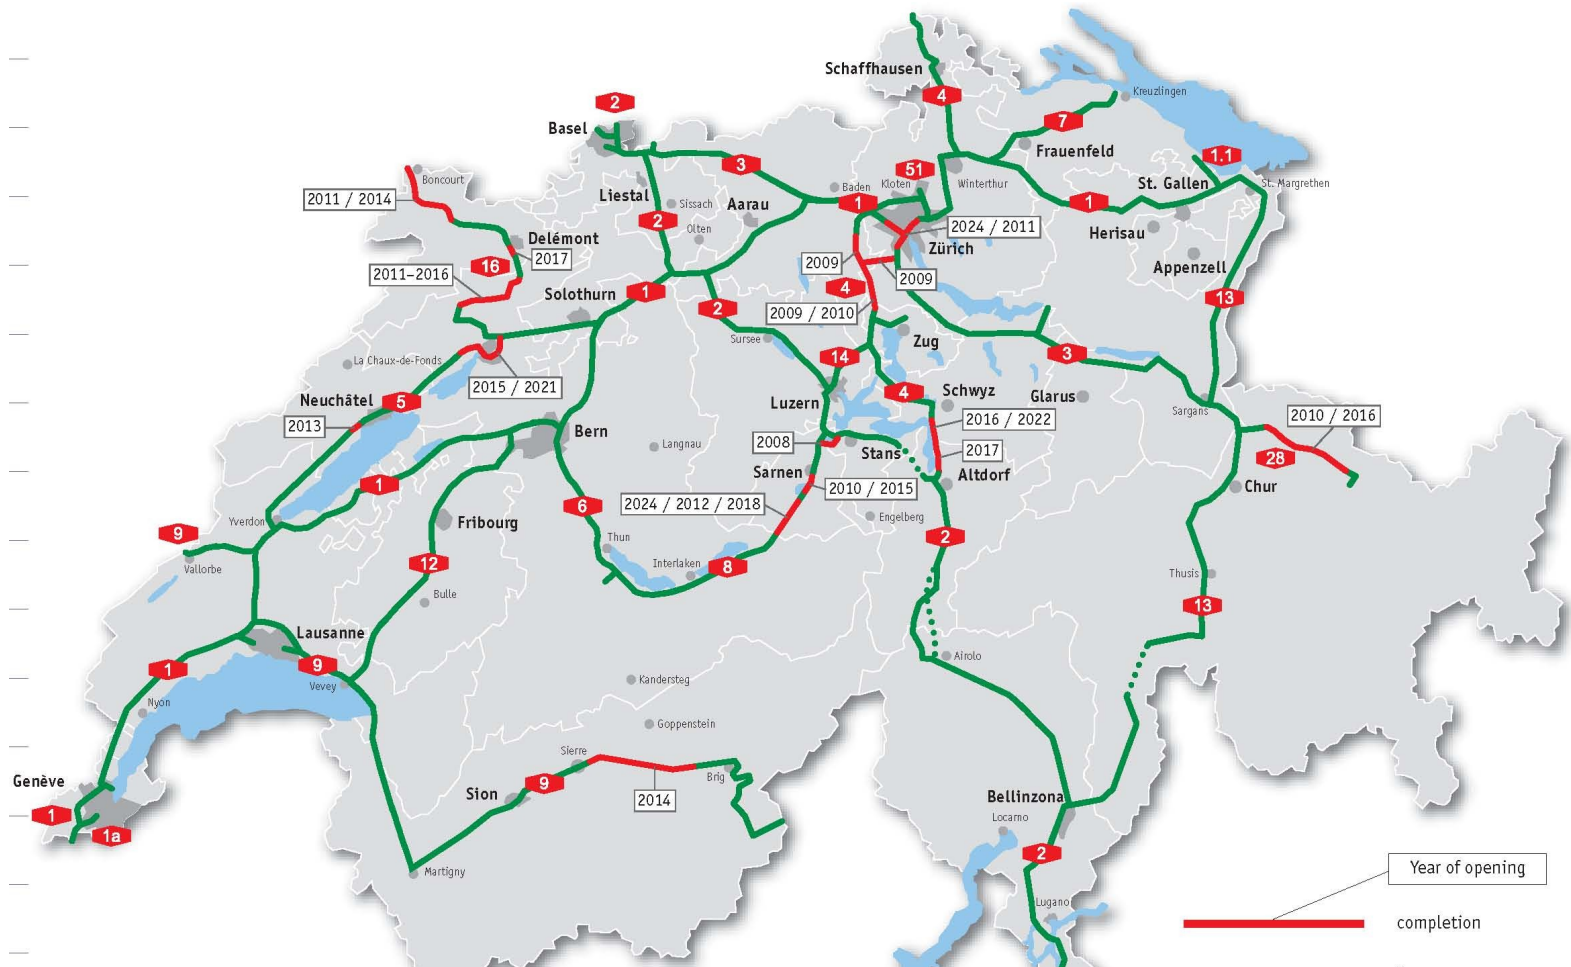 Schaffhausen
4
Kreuzlingen
2
Basel
7
Frauenfeld
3
51
1.1
Boncourt
Baden
Kloten
Winterthur
St. Gallen
St. Margrethen
2011 / 2014
Liestal
Sissach
Aarau
1
1
2
Olten
2024 / 2011
Herisau
Delémont
2017
Zürich
Appenzell
16
2011–2016
2009
2009
Solothurn
1
4
13
2
2009 / 2010
Sursee
Zug
La Chaux-de-Fonds
14
3
2015 / 2021
Neuchâtel
5
Luzern
4
Schwyz
Glarus
Sargans
2010 / 2016
2013
Bern
2016 / 2022
Langnau
2008
Stans
2017
28
Sarnen
Altdorf
1
2010 / 2015
Chur
2024 / 2012 / 2018
6
Yverdon
Fribourg
Engelberg
9
Thun
2
Vallorbe
12
Interlaken
8
Thusis
Bulle
13
Lausanne
1
9
Airolo
Vevey
Kandersteg
Nyon
Goppenstein
Sierre
Genève
Sion
9
Brig
2014
Bellinzona
1
1a
Locarno
2
Martigny
Year of opening
Lugano
completion